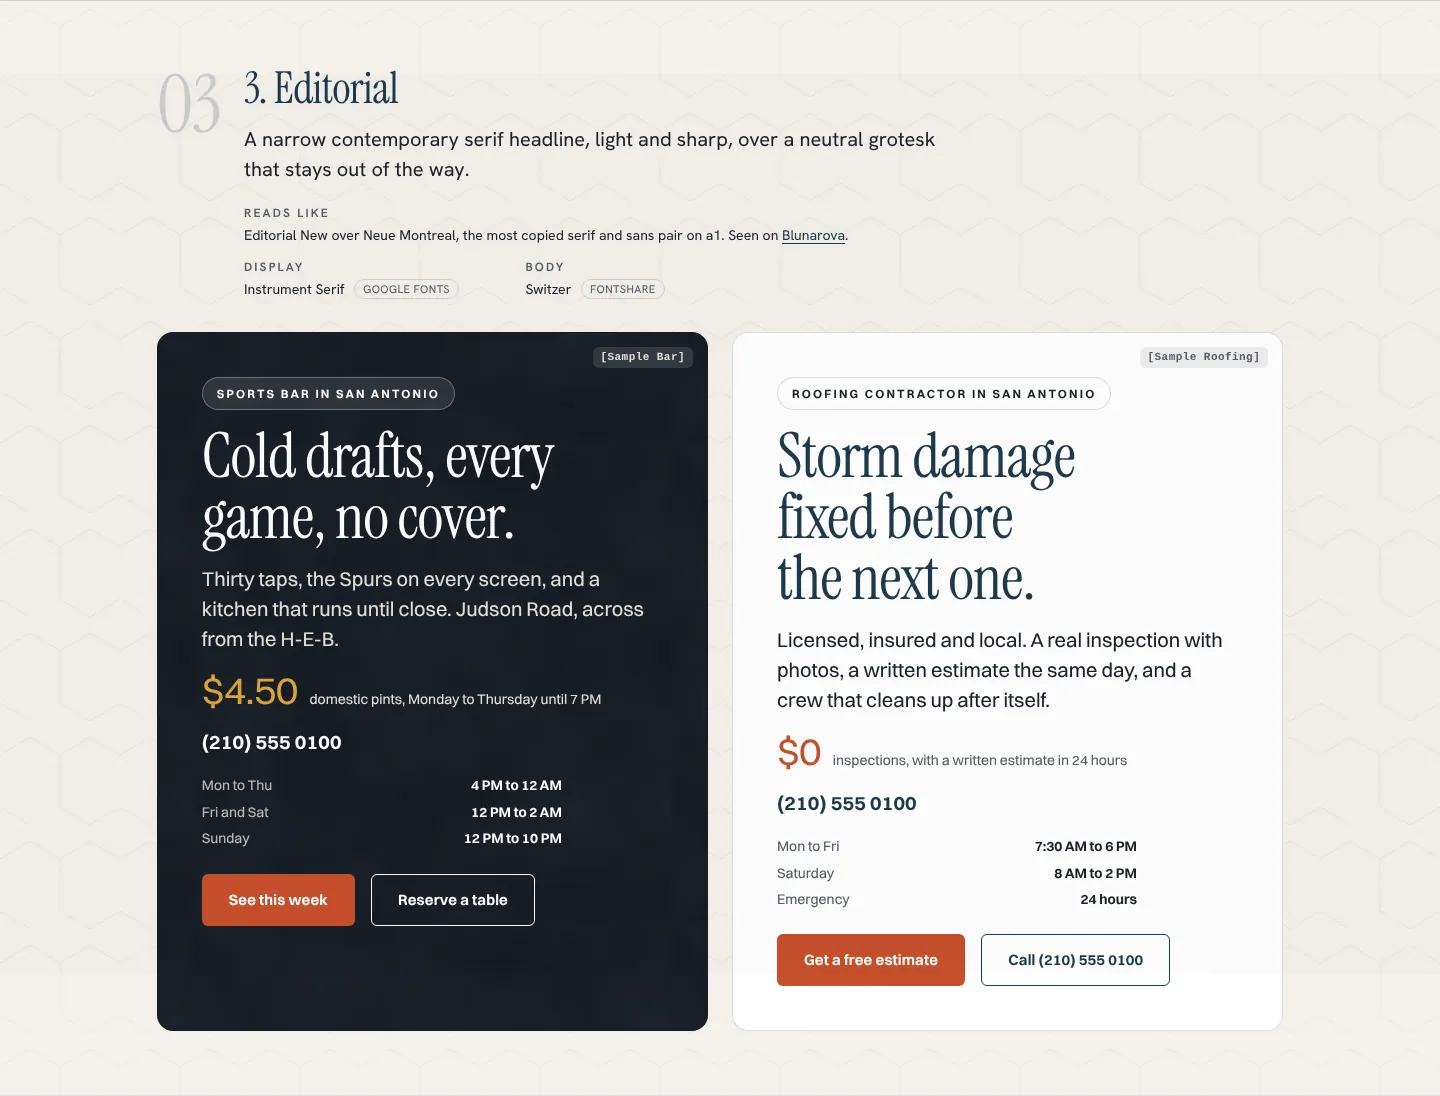 03
3. Editorial
A narrow contemporary serif headline, light and sharp, over a neutral grotesk
that stays out of the way.
READS LIKE
Editorial New over Neue Montreal, the most copied serif and sans pair on a1. Seen on Blunarova.
DISPLAY
Instrument Serif GOOGLE FONTS
BODY
Switzer FONTSHARE
[Sample Bar]
SPORTS BAR IN SAN ANTONIO
Cold drafts, every
game, no cover.
Thirty taps, the Spurs on every screen, and a
kitchen that runs until close. Judson Road, across
from the H-E-B.
$4.50 domestic pints, Monday to Thursday until 7 PM
(210) 555 0100
Mon to Thu 4 PM to 12 AM
Fri and Sat 12 PM to 2 AM
Sunday 12 PM to 10 PM
See this week
Reserve a table
[Sample Roofing]
ROOFING CONTRACTOR IN SAN ANTONIO
Storm damage
fixed before
the next one.
Licensed, insured and local. A real inspection with
photos, a written estimate the same day, and a
crew that cleans up after itself.
$0 inspections, with a written estimate in 24 hours
(210) 555 0100
Mon to Fri 7:30 AM to 6 PM
Saturday 8 AM to 2 PM
Emergency 24 hours
Get a free estimate
Call (210) 555 0100